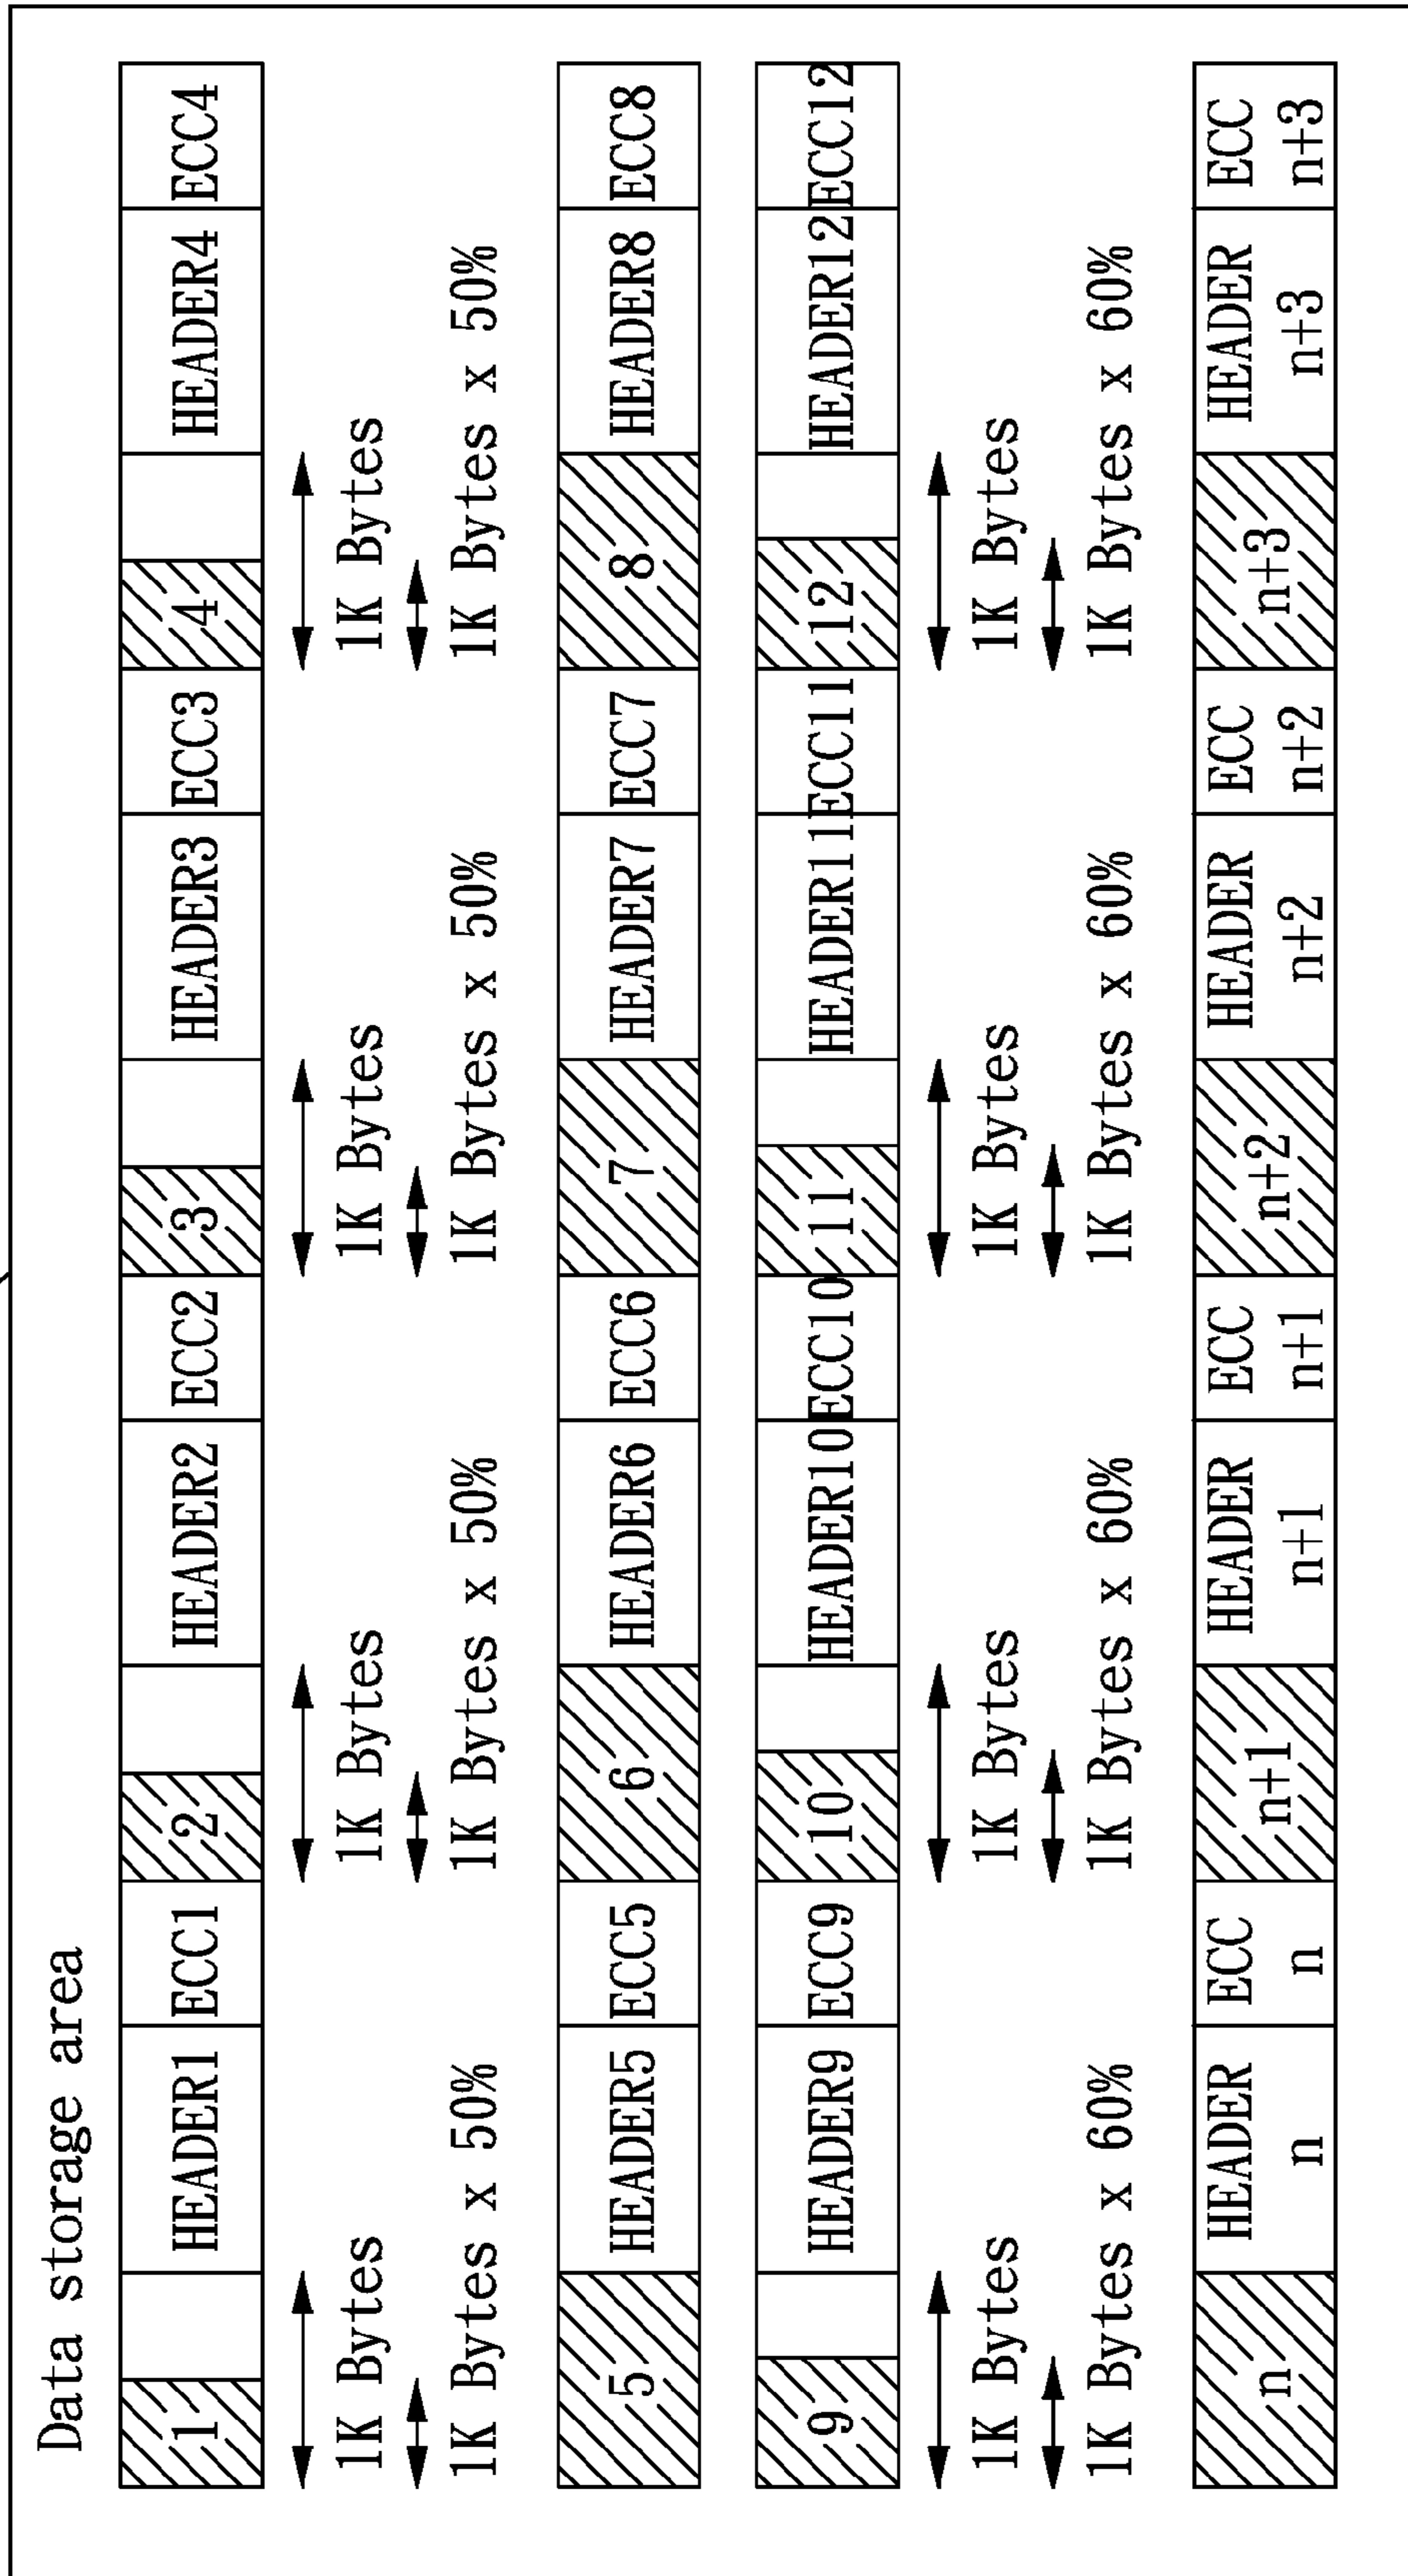 Data storage area
1 HEADER1 ECC1 2 HEADER2 ECC2 3 HEADER3 ECC3 4 HEADER4 ECC4
1K Bytes 1K Bytes 1K Bytes 1K Bytes
1K Bytes x 50% 1K Bytes x 50% 1K Bytes x 50% 1K Bytes x 50%
5 HEADER5 ECC5 6 HEADER6 ECC6 7 HEADER7 ECC7 8 HEADER8 ECC8
9 HEADER9 ECC9 10 HEADER10 ECC10 11 HEADER11 ECC11 12 HEADER12 ECC12
1K Bytes 1K Bytes 1K Bytes 1K Bytes
1K Bytes x 60% 1K Bytes x 60% 1K Bytes x 60% 1K Bytes x 60%
n HEADER n ECC n n+1 HEADER n+1 ECC n+1 n+2 HEADER n+2 ECC n+2 n+3 HEADER n+3 ECC n+3